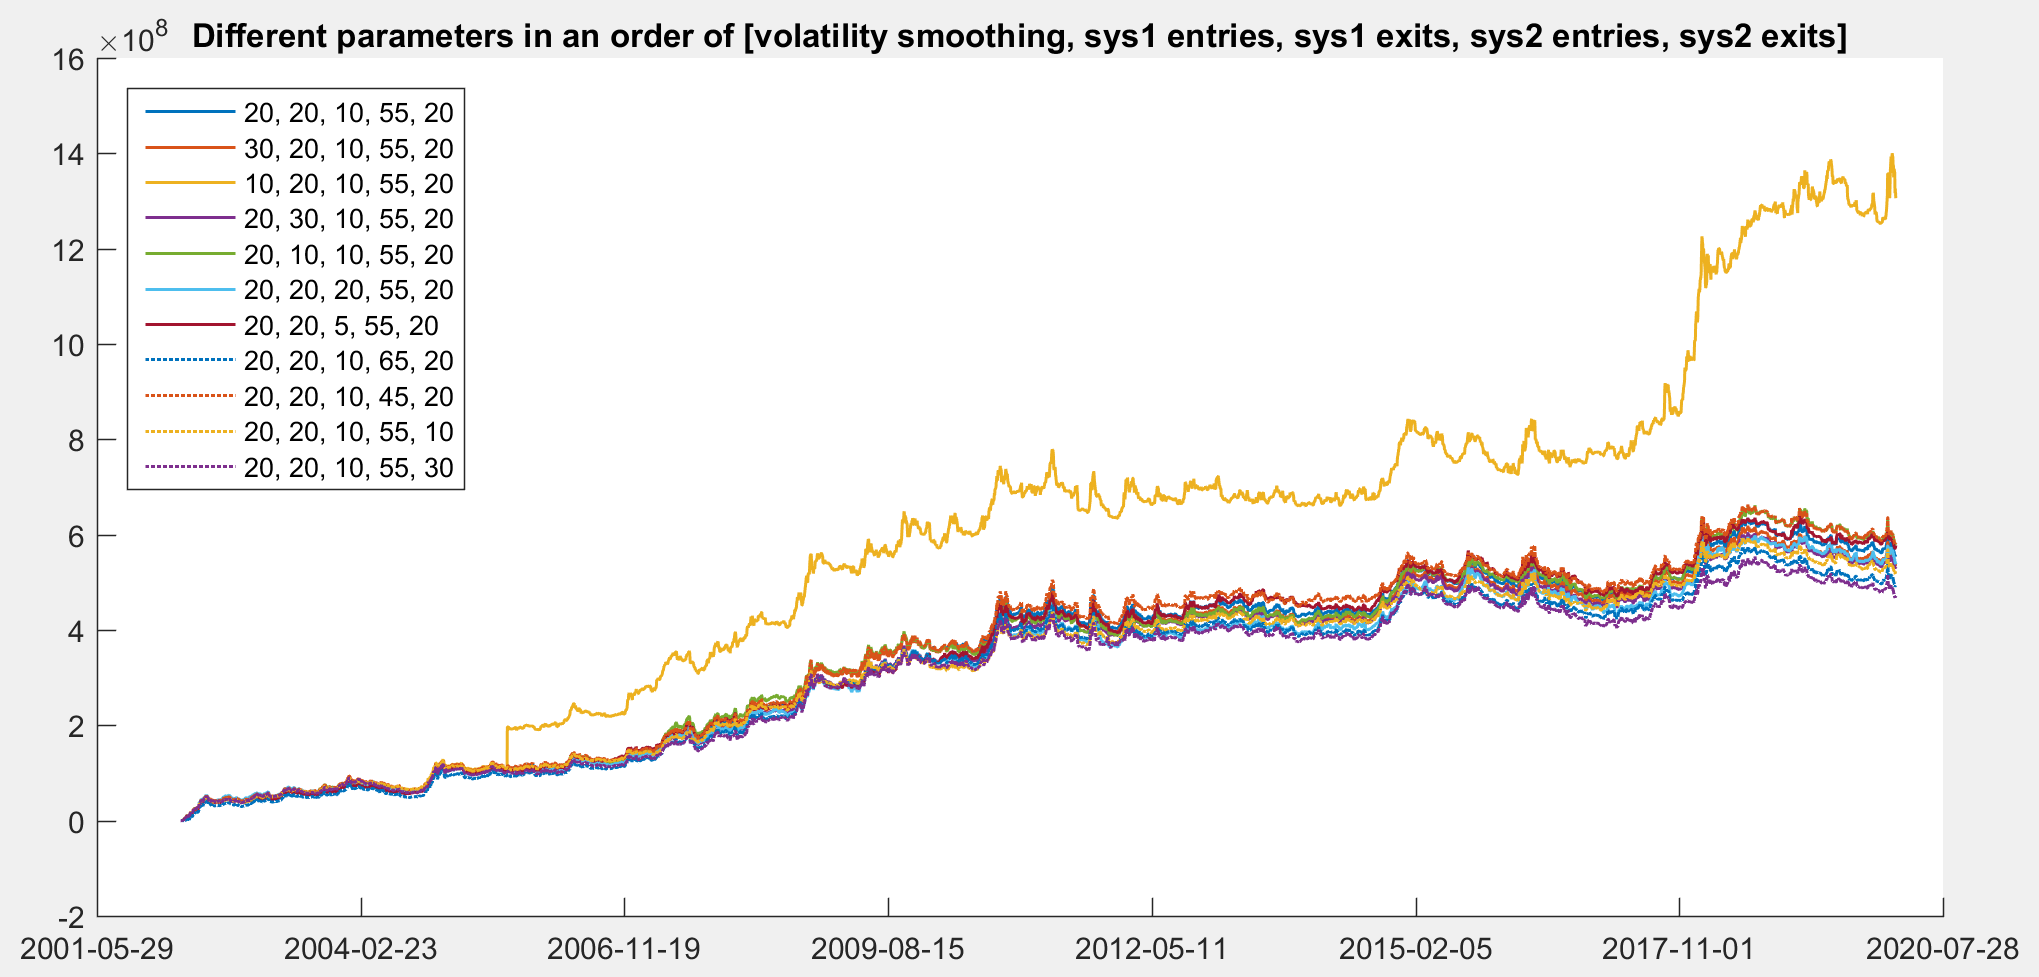 ×10⁸
Different parameters in an order of [volatility smoothing, sys1 entries, sys1 exits, sys2 entries, sys2 exits]
16
14
12
10
8
6
4
2
0
-2
20, 20, 10, 55, 20
30, 20, 10, 55, 20
10, 20, 10, 55, 20
20, 30, 10, 55, 20
20, 10, 10, 55, 20
20, 20, 20, 55, 20
20, 20, 5, 55, 20
20, 20, 10, 65, 20
20, 20, 10, 45, 20
20, 20, 10, 55, 10
20, 20, 10, 55, 30
2001-05-29 2004-02-23 2006-11-19 2009-08-15 2012-05-11 2015-02-05 2017-11-01 2020-07-28